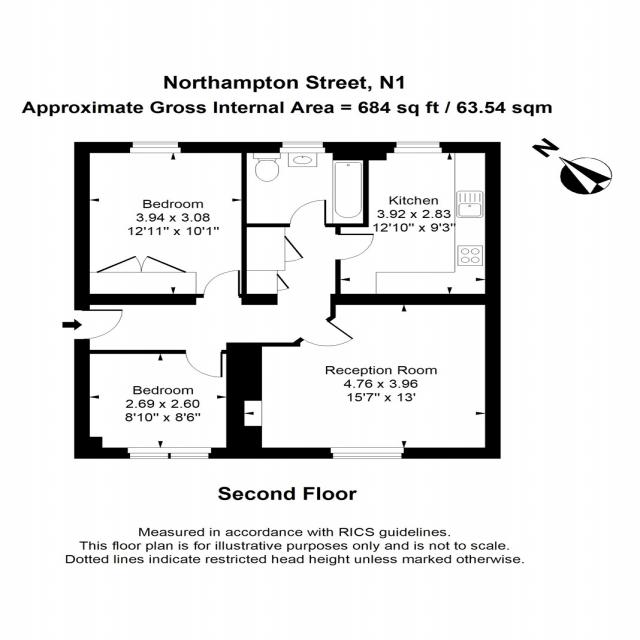 Northampton Street, N1
Approximate Gross Internal Area = 684 sq ft / 63.54 sqm
N
Bedroom
3.94 x 3.08
12'11" x 10'1"
Kitchen
3.92 x 2.83
12'10" x 9'3"
Bedroom
2.69 x 2.60
8'10" x 8'6"
Reception Room
4.76 x 3.96
15'7" x 13'
Second Floor
Measured in accordance with RICS guidelines.
This floor plan is for illustrative purposes only and is not to scale.
Dotted lines indicate restricted head height unless marked otherwise.